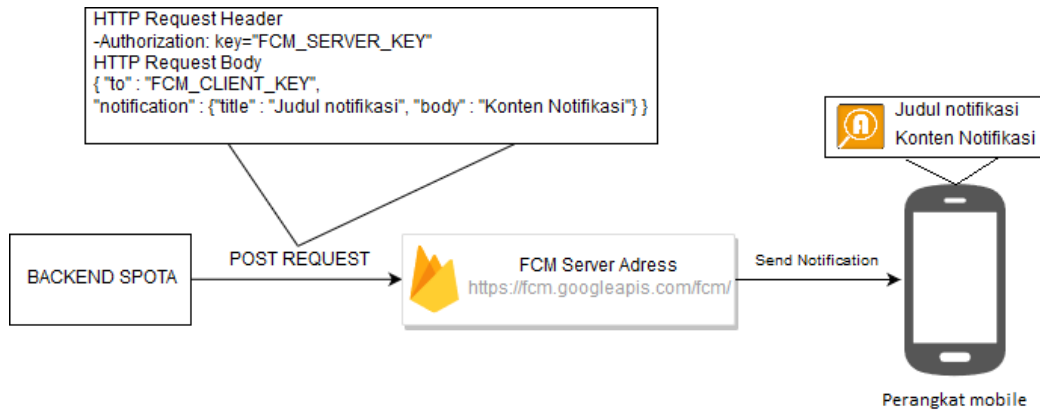 HTTP Request Header
-Authorization: key="FCM_SERVER_KEY"
HTTP Request Body
{ "to" : "FCM_CLIENT_KEY",
"notification" : {"title" : "Judul notifikasi", "body" : "Konten Notifikasi"} }
Judul notifikasi
Konten Notifikasi
BACKEND SPOTA
POST REQUEST
FCM Server Adress
https://fcm.googleapis.com/fcm/
Send Notification
Perangkat mobile